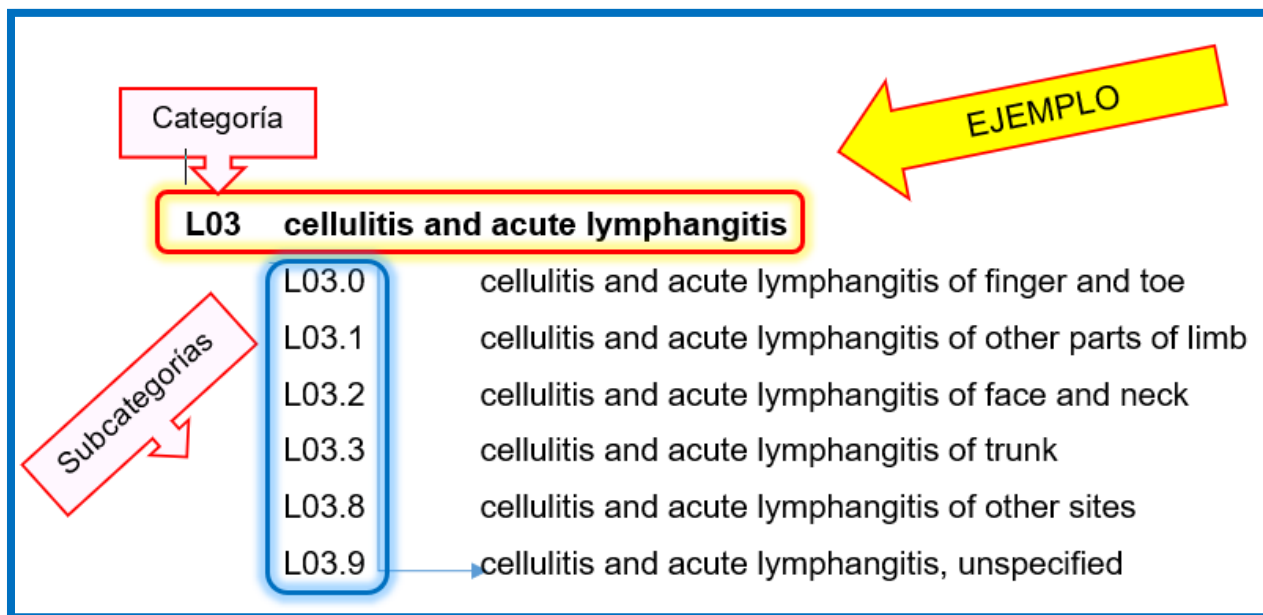 Categoría
EJEMPLO
L03 cellulitis and acute lymphangitis
Subcategorías
L03.0 cellulitis and acute lymphangitis of finger and toe
L03.1 cellulitis and acute lymphangitis of other parts of limb
L03.2 cellulitis and acute lymphangitis of face and neck
L03.3 cellulitis and acute lymphangitis of trunk
L03.8 cellulitis and acute lymphangitis of other sites
L03.9 cellulitis and acute lymphangitis, unspecified